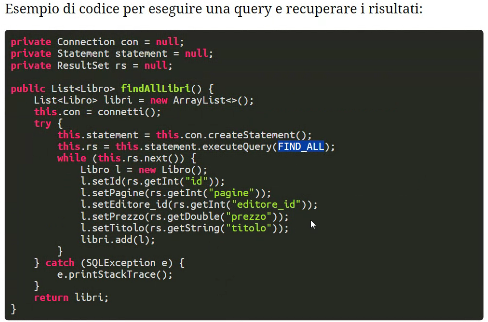 Esempio di codice per eseguire una query e recuperare i risultati:
private Connection con = null;
private Statement statement = null;
private ResultSet rs = null;
public List<Libro> findAllLibri() {
List<Libro> libri = new ArrayList<>();
this.con = connetti();
try {
this.statement = this.con.createStatement();
this.rs = this.statement.executeQuery(FIND_ALL);
while (this.rs.next()) {
Libro l = new Libro();
l.setId(rs.getInt("id"));
l.setPagine(rs.getInt("pagine"));
l.setEditore_id(rs.getInt("editore_id"));
l.setPrezzo(rs.getDouble("prezzo"));
l.setTitolo(rs.getString("titolo"));
libri.add(l);
}
} catch (SQLException e) {
e.printStackTrace();
}
return libri;
}